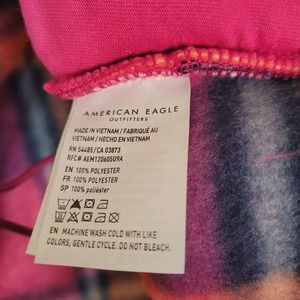 AMERICAN EAGLE
OUTFITTERS
MADE IN VIETNAM / FABRIQUÉ AU
VIETNAM / HECHO EN VIETNAM
RN 54485/CA 03873
RFC# AEM120605U9A
EN 100% POLYESTER
FR 100% POLYESTER
SP 100% poliéster
EN MACHINE WASH COLD WITH LIKE
COLORS, GENTLE CYCLE. DO NOT BLEACH.